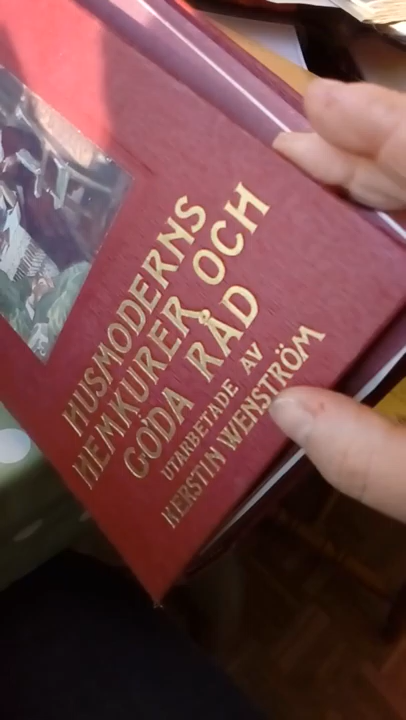 HUSMODERNS
HEMKURER OCH
GODA RÅD
UTARBETADE AV
KERSTIN WENSTRÖM